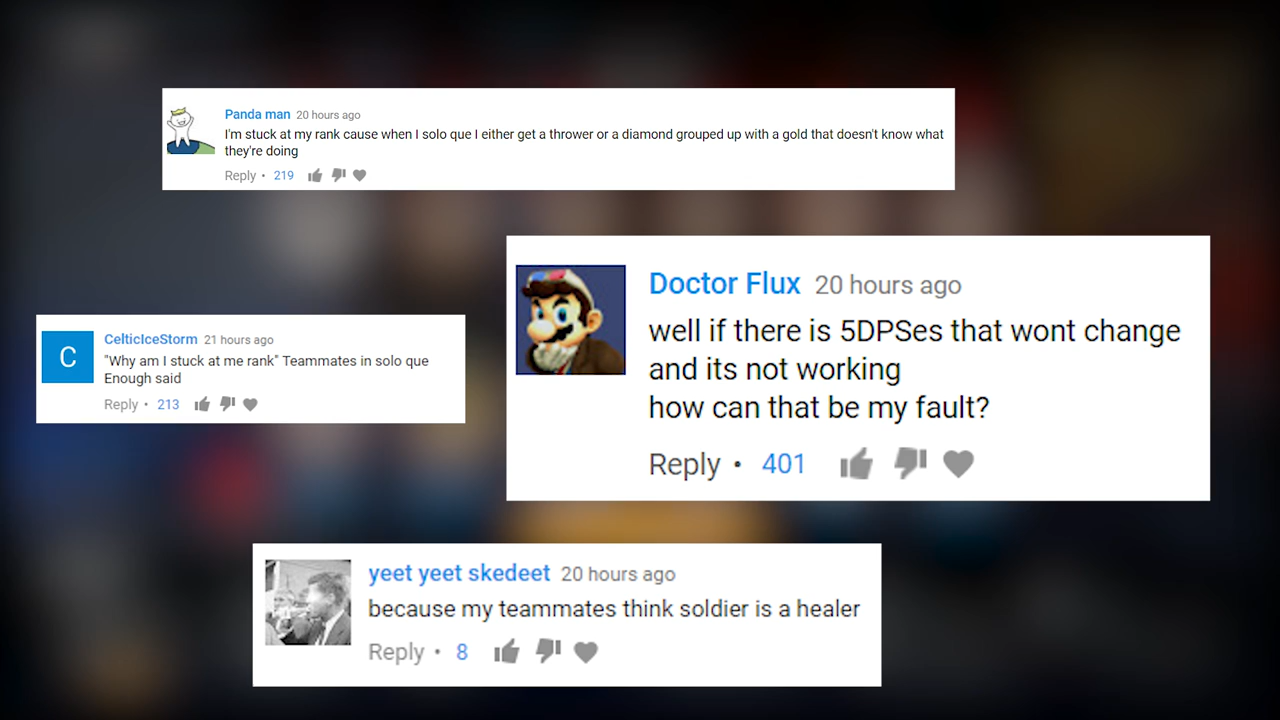 Panda man 20 hours ago
I'm stuck at my rank cause when I solo que I either get a thrower or a diamond grouped up with a gold that doesn't know what
they're doing
Reply • 219
Doctor Flux 20 hours ago
well if there is 5DPSes that wont change
and its not working
how can that be my fault?
Reply • 401
C
CelticIceStorm 21 hours ago
"Why am I stuck at me rank" Teammates in solo que
Enough said
Reply • 213
yeet yeet skedeet 20 hours ago
because my teammates think soldier is a healer
Reply • 8